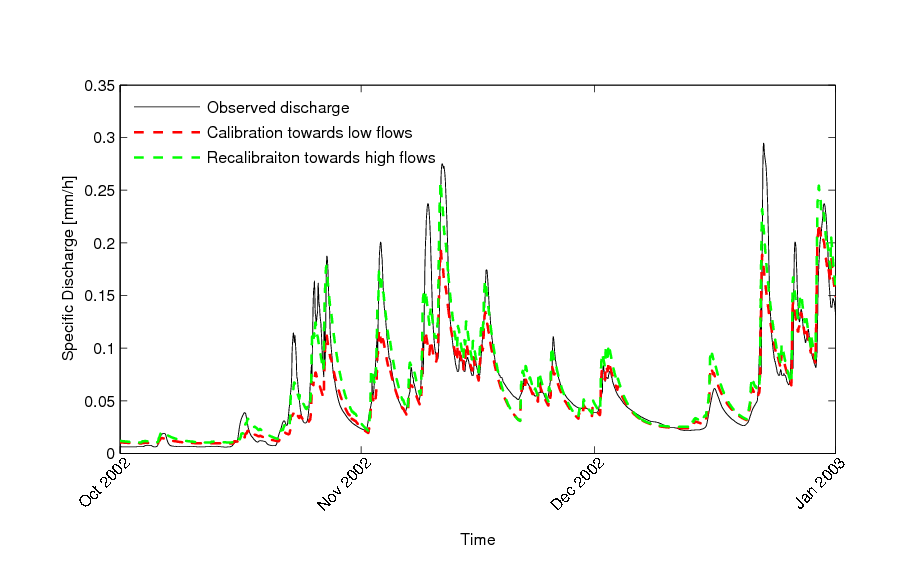 0.35
Observed discharge
Calibration towards low flows
Recalibraiton towards high flows
0.3
0.25
0.2
0.15
0.1
0.05
0
Specific Discharge [mm/h]
Oct 2002
Nov 2002
Dec 2002
Jan 2003
Time